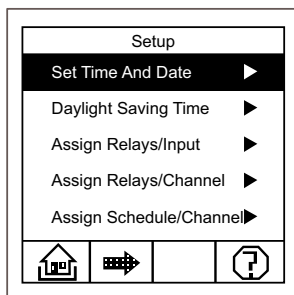 Setup
Set Time And Date
Daylight Saving Time
Assign Relays/Input
Assign Relays/Channel
Assign Schedule/Channel
?